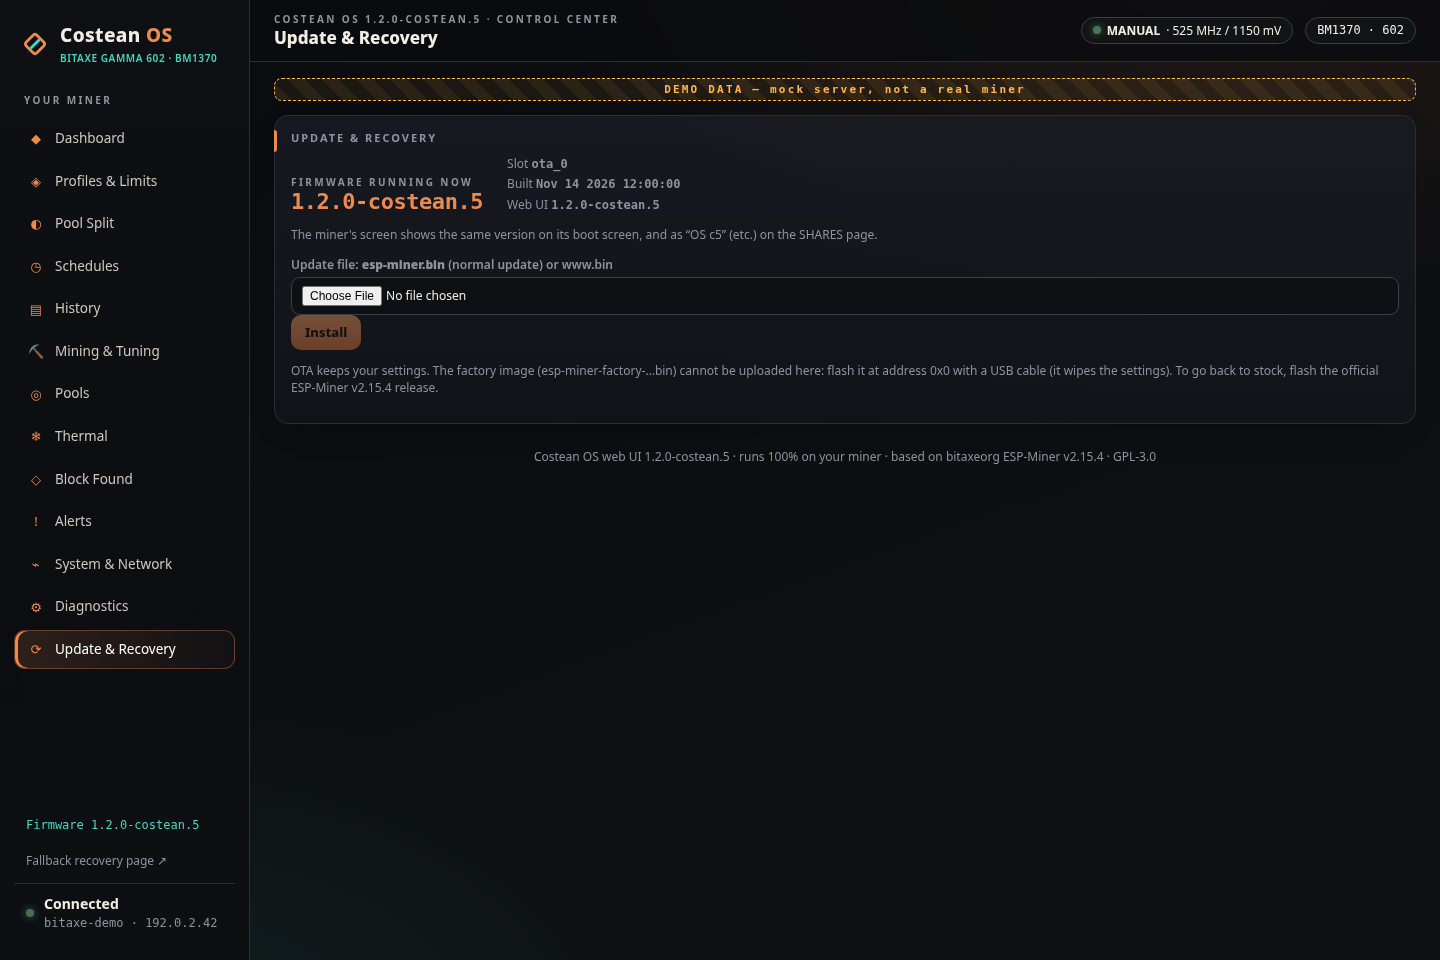 Costean OS
BITAXE GAMMA 602 · BM1370
YOUR MINER
Dashboard
Profiles & Limits
Pool Split
Schedules
History
Mining & Tuning
Pools
Thermal
Block Found
Alerts
System & Network
Diagnostics
Update & Recovery
Firmware 1.2.0-costean.5
Fallback recovery page ↗
Connected
bitaxe-demo · 192.0.2.42
COSTEAN OS 1.2.0-COSTEAN.5 · CONTROL CENTER
Update & Recovery
MANUAL · 525 MHz / 1150 mV
BM1370 · 602
DEMO DATA — mock server, not a real miner
UPDATE & RECOVERY
FIRMWARE RUNNING NOW
1.2.0-costean.5
Slot ota_0
Built Nov 14 2026 12:00:00
Web UI 1.2.0-costean.5
The miner's screen shows the same version on its boot screen, and as “OS c5” (etc.) on the SHARES page.
Update file: esp-miner.bin (normal update) or www.bin
Choose File No file chosen
Install
OTA keeps your settings. The factory image (esp-miner-factory-...bin) cannot be uploaded here: flash it at address 0x0 with a USB cable (it wipes the settings). To go back to stock, flash the official
ESP-Miner v2.15.4 release.
Costean OS web UI 1.2.0-costean.5 · runs 100% on your miner · based on bitaxeorg ESP-Miner v2.15.4 · GPL-3.0